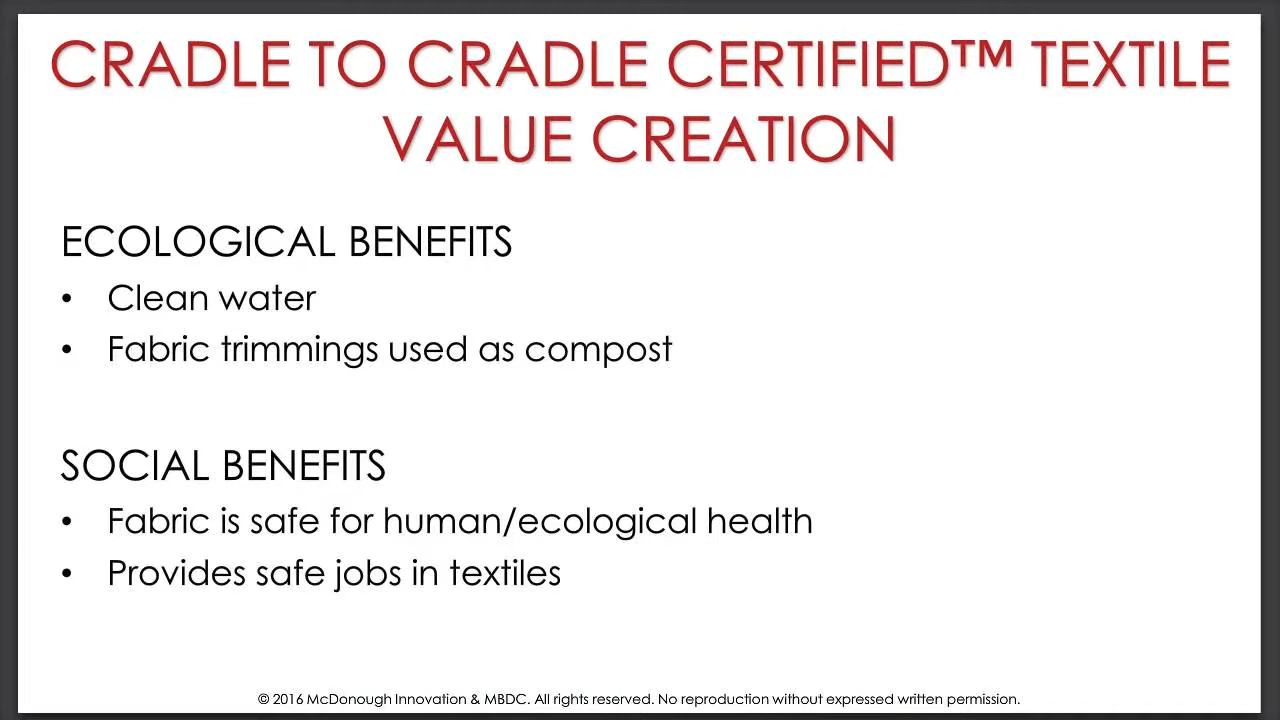 CRADLE TO CRADLE CERTIFIED™ TEXTILE
VALUE CREATION
ECOLOGICAL BENEFITS
• Clean water
• Fabric trimmings used as compost
SOCIAL BENEFITS
• Fabric is safe for human/ecological health
• Provides safe jobs in textiles
© 2016 McDonough Innovation & MBDC. All rights reserved. No reproduction without expressed written permission.